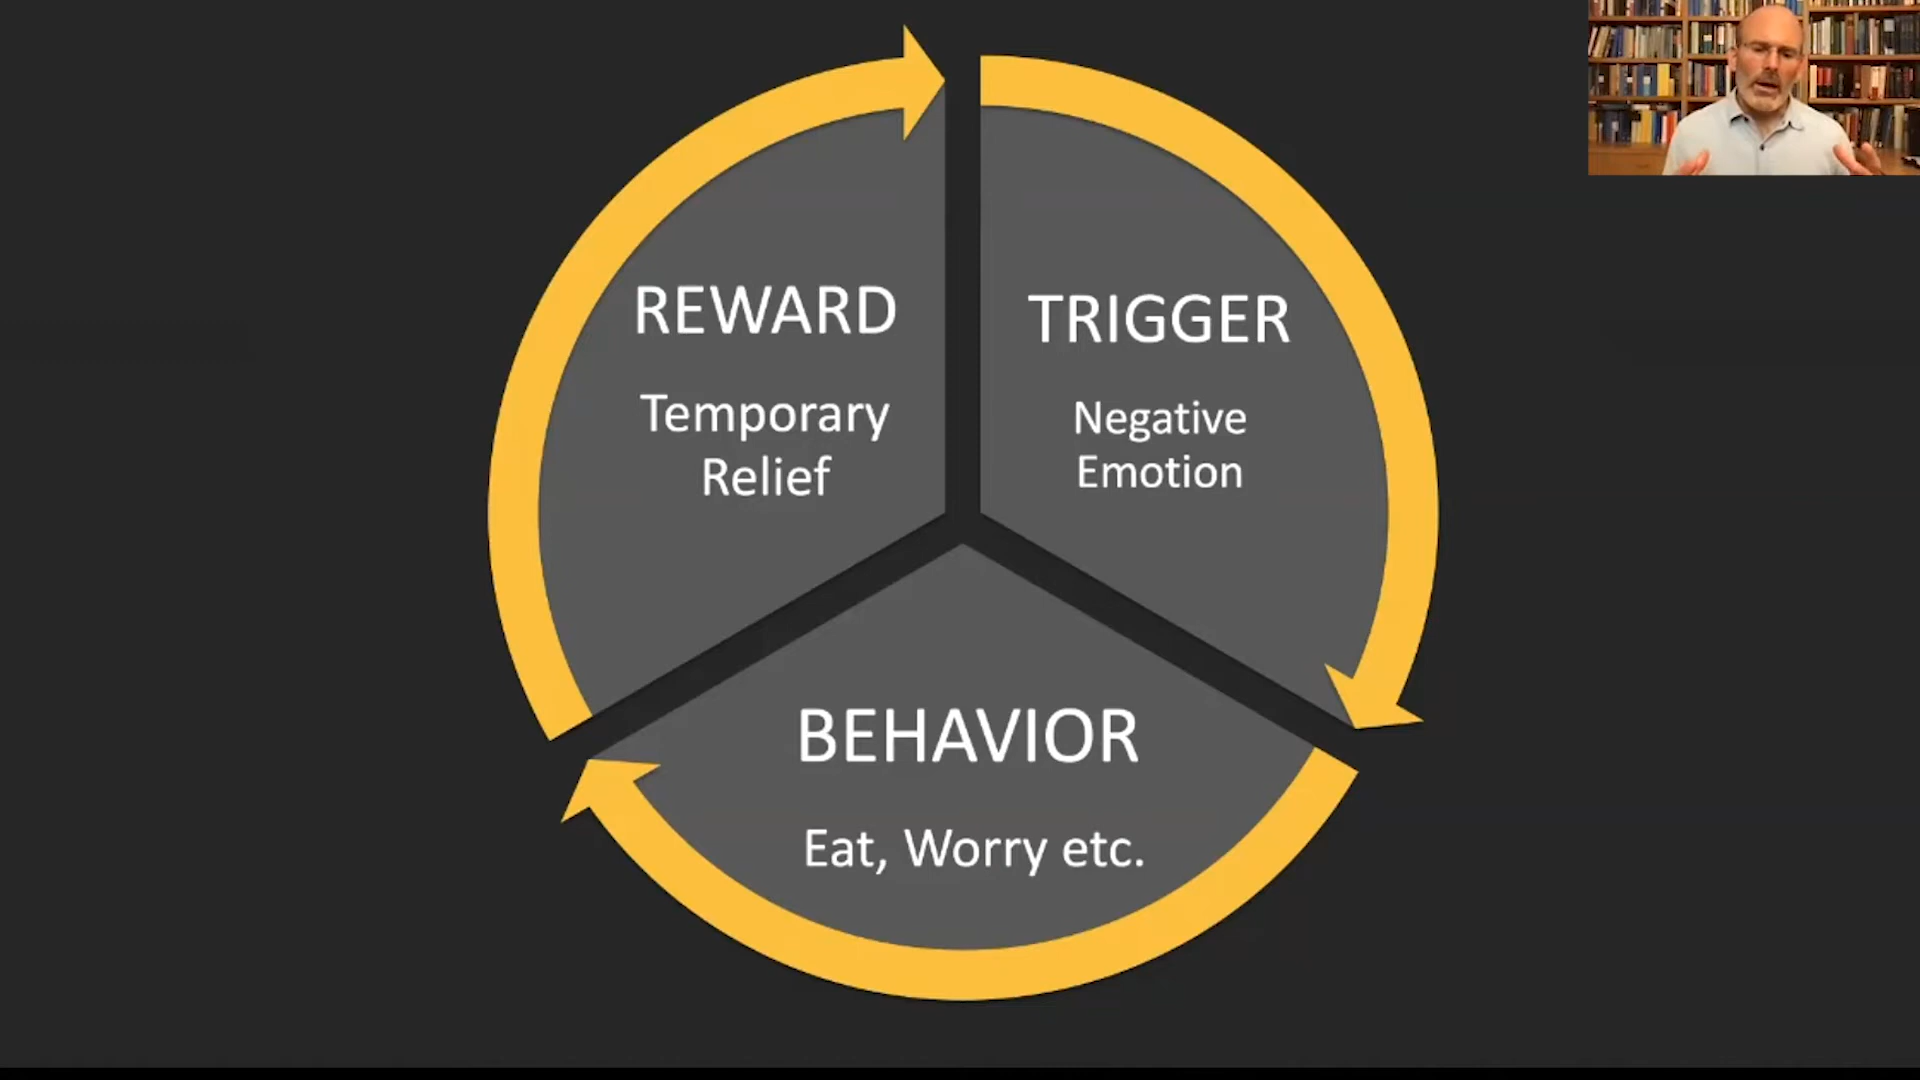 REWARD
Temporary
Relief
TRIGGER
Negative
Emotion
BEHAVIOR
Eat, Worry etc.